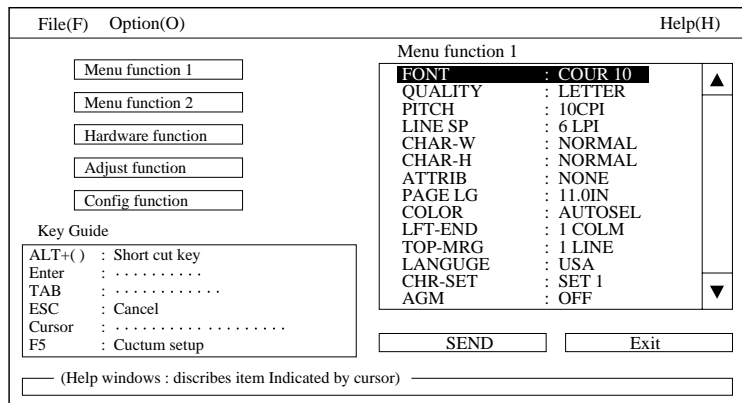 File(F) Option(O) Help(H)
Menu function 1
Menu function 2
Hardware function
Adjust function
Config function
Key Guide
ALT+( ) : Short cut key
Enter : . . . . . . . . . .
TAB : . . . . . . . . . . . .
ESC : Cancel
Cursor : . . . . . . . . . . . . . . . . . . .
F5 : Cuctum setup
Menu function 1
FONT : COUR 10
QUALITY : LETTER
PITCH : 10CPI
LINE SP : 6 LPI
CHAR-W : NORMAL
CHAR-H : NORMAL
ATTRIB : NONE
PAGE LG : 11.0IN
COLOR : AUTOSEL
LFT-END : 1 COLM
TOP-MRG : 1 LINE
LANGUGE : USA
CHR-SET : SET 1
AGM : OFF
SEND Exit
(Help windows : discribes item Indicated by cursor)